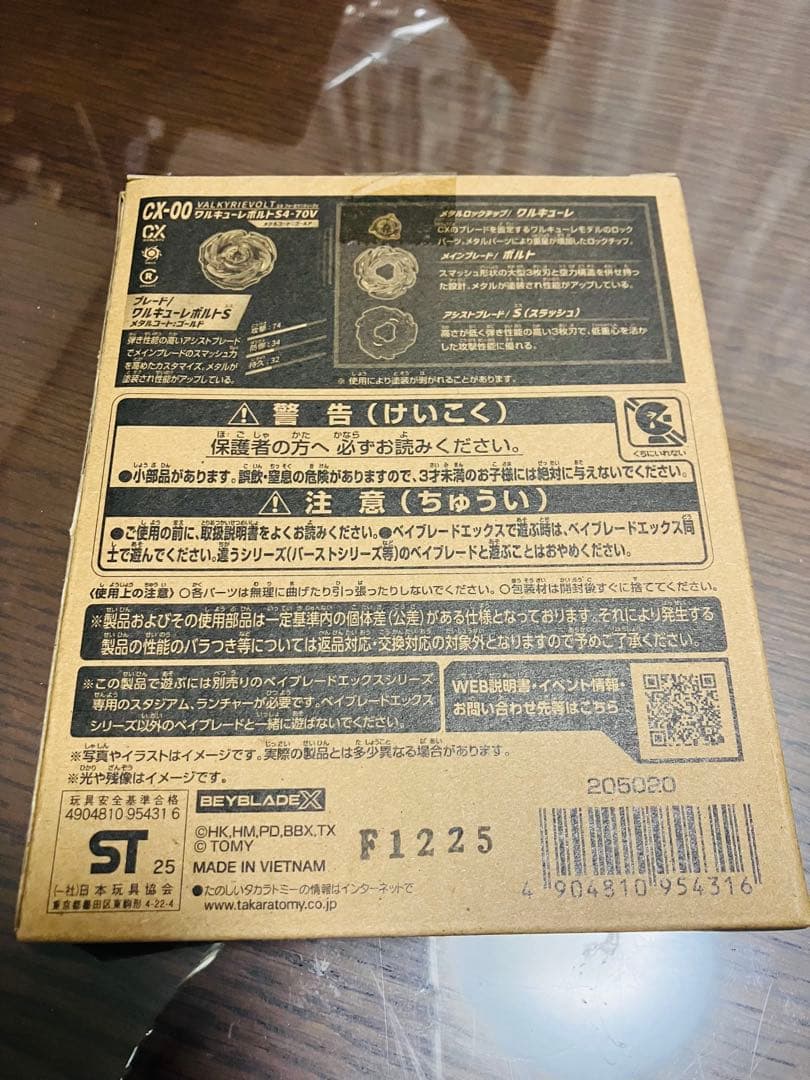 CX-00
VALKYRIEVOLT
ワルキューレボルトS4-70V
メタルコート:ゴールド
CX
R
ブレード/
ワルキューレボルトS
メタルコート:ゴールド
弾き性能の高いアシストブレード
でメインブレードのスマッシュ力
を高めたカスタマイズ。メタルが
塗装され性能がアップしている。
攻撃:74
防御:34
持久:32
メタルロックチップ/ ワルキューレ
CXのブレードを固定するワルキューレモデルのロック
パーツ。メタルパーツにより重量が増加したロックチップ。
メインブレード/ ボルト
スマッシュ形状の大型3枚刃と空力構造を併せ持っ
た設計。メタルが塗装され性能がアップしている。
アシストブレード/ S(スラッシュ)
高さが低く弾き性能の高い3枚刃で、低重心を活か
した攻撃性能に優れる。
※ 使用により塗装が剥がれることがあります。
警告(けいこく)
保護者の方へ 必ずお読みください。
●小部品があります。誤飲・窒息の危険がありますので、3才未満のお子様には絶対に与えないでください。
くちにいれない
注意(ちゅうい)
●ご使用の前に、取扱説明書をよくお読みください。●ベイブレードエックスで遊ぶ時は、ベイブレードエックス同
士で遊んでください。違うシリーズ(バーストシリーズ等)のベイブレードと遊ぶことはおやめください。
〈使用上の注意〉○各パーツは無理に曲げたり引っ張ったりしないでください。○包装材は開封後すぐに捨ててください。
※製品およびその使用部品は一定基準内の個体差(公差)がある仕様となっております。それにより発生する
製品の性能のバラつき等については返品対応・交換対応の対象外となりますので予めご了承ください。
※この製品で遊ぶには別売りのベイブレードエックスシリーズ
専用のスタジアム、ランチャーが必要です。ベイブレードエックス
シリーズ以外のベイブレードと一緒に遊ばないでください。
WEB説明書・イベント情報・
お問い合わせ先等はこちら
※写真やイラストはイメージです。実際の製品とは多少異なる場合があります。
※光や残像はイメージです。
玩具安全基準合格
4904810 95431 6
ST 25
(一社)日本玩具協会
東京都墨田区東駒形 4-22-4
BEYBLADE X
©HK,HM,PD,BBX,TX
© TOMY
MADE IN VIETNAM
F1225
●たのしいタカラトミーの情報はインターネットで
www.takaratomy.co.jp
205020
4 904810 954316